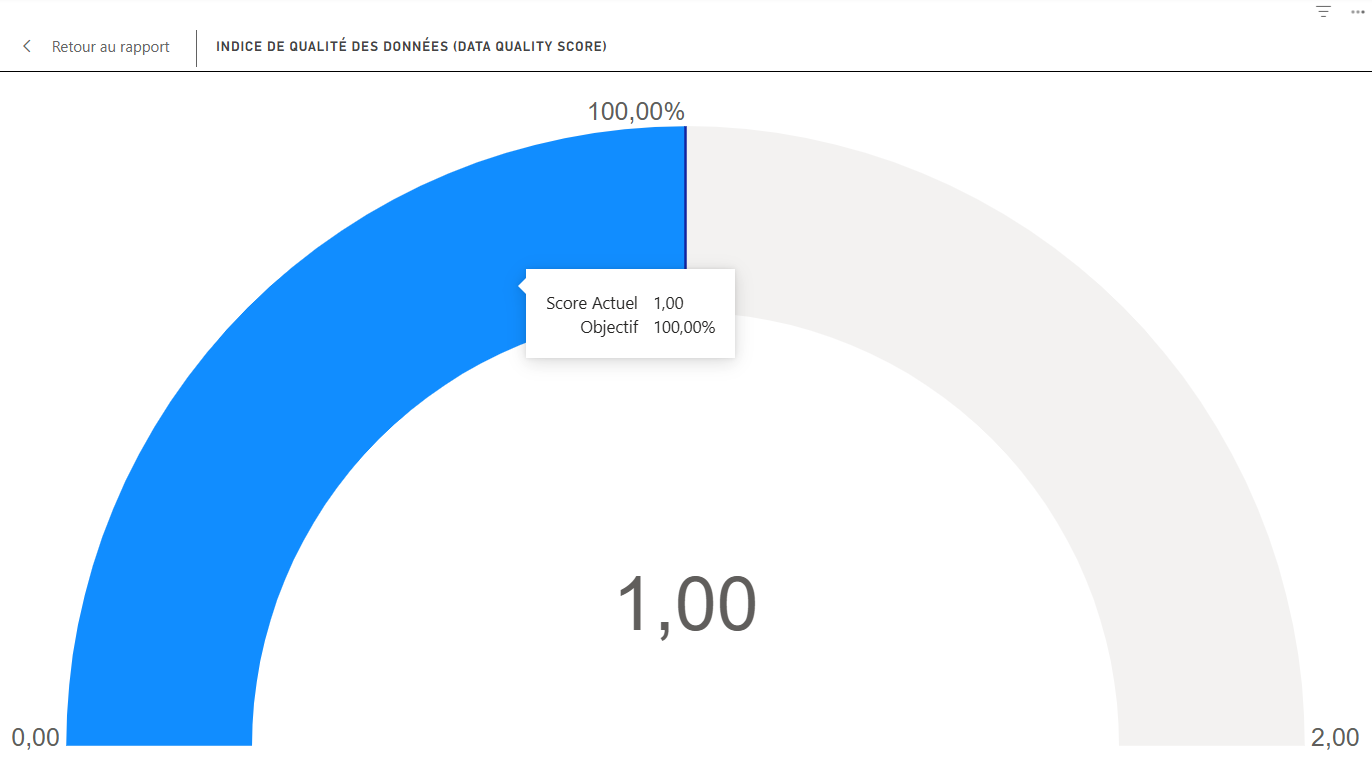 Retour au rapport
INDICE DE QUALITÉ DES DONNÉES (DATA QUALITY SCORE)
100,00%
Score Actuel 1,00
Objectif 100,00%
1,00
0,00
2,00